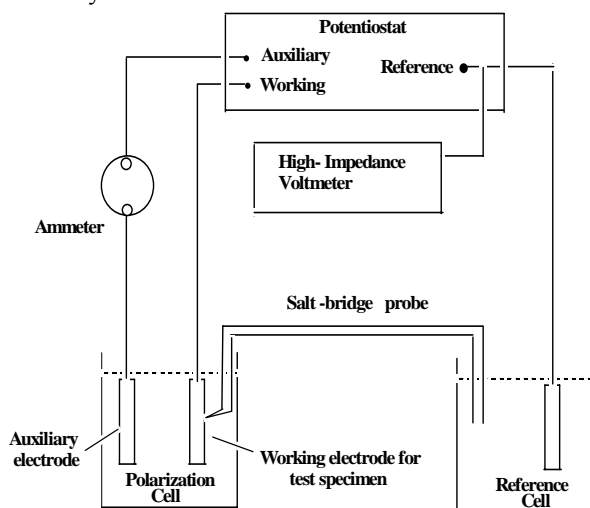 Potentiostat
Auxiliary
Reference
Working
High- Impedance
Voltmeter
Ammeter
Salt -bridge probe
Auxiliary
electrode
Working electrode for
test specimen
Polarization
Cell
Reference
Cell